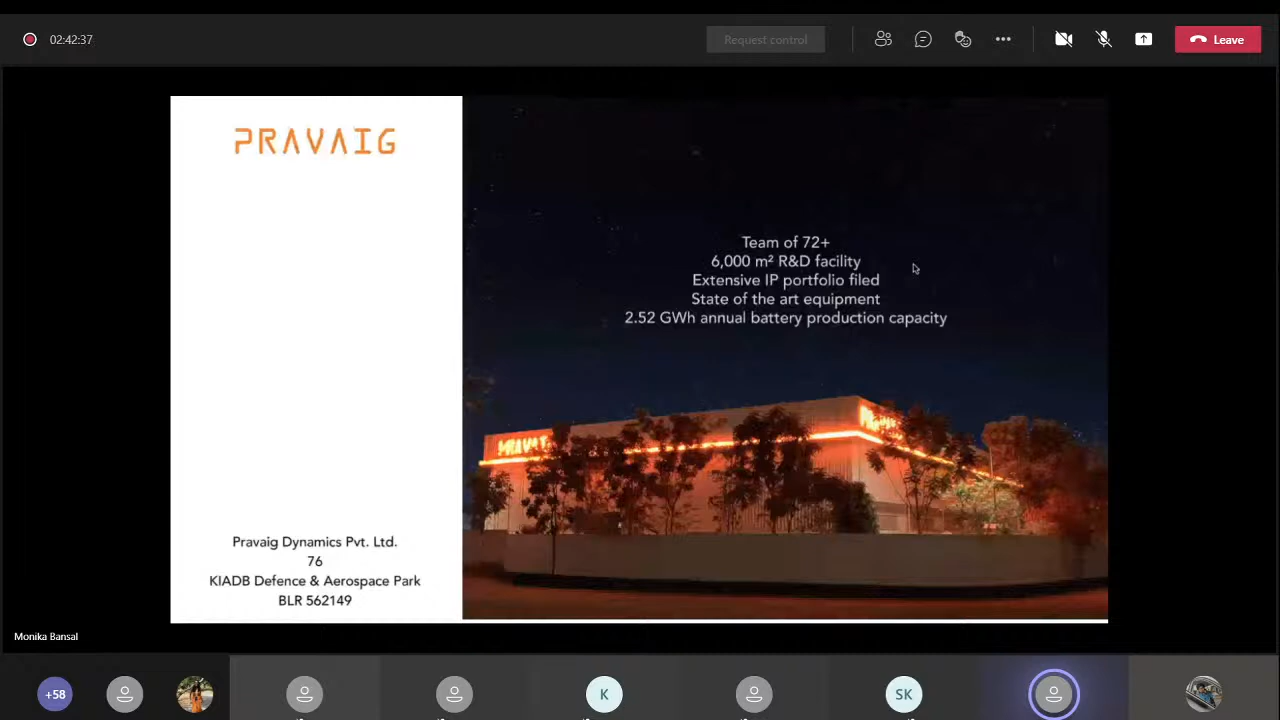 02:42:37
Request control
Leave
PRAVAIG
Team of 72+
6,000 m² R&D facility
Extensive IP portfolio filed
State of the art equipment
2.52 GWh annual battery production capacity
PRAVAIG
Pravaig Dynamics Pvt. Ltd.
76
KIADB Defence & Aerospace Park
BLR 562149
Monika Bansal
+58
K
SK